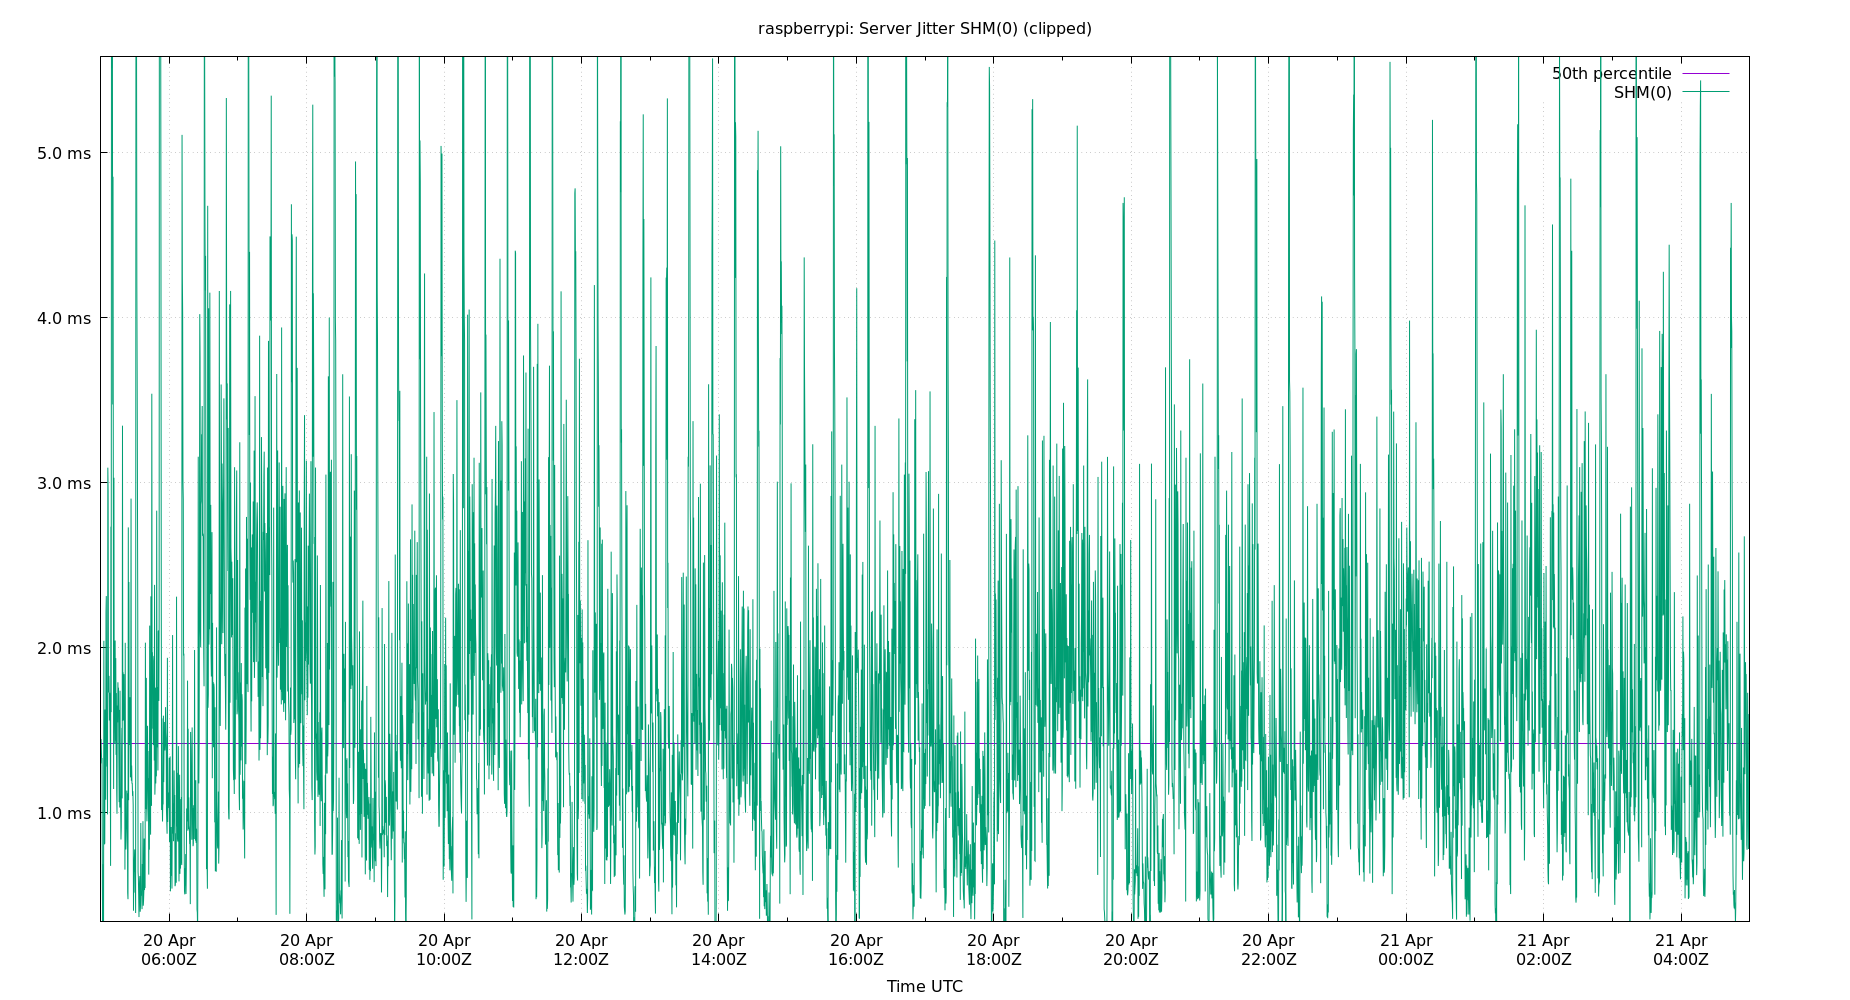 raspberrypi: Server Jitter SHM(0) (clipped)
50th percentile
SHM(0)
5.0 ms
4.0 ms
3.0 ms
2.0 ms
1.0 ms
20 Apr 20 Apr 20 Apr 20 Apr 20 Apr 20 Apr 20 Apr 20 Apr 20 Apr 21 Apr 21 Apr 21 Apr
06:00Z 08:00Z 10:00Z 12:00Z 14:00Z 16:00Z 18:00Z 20:00Z 22:00Z 00:00Z 02:00Z 04:00Z
Time UTC